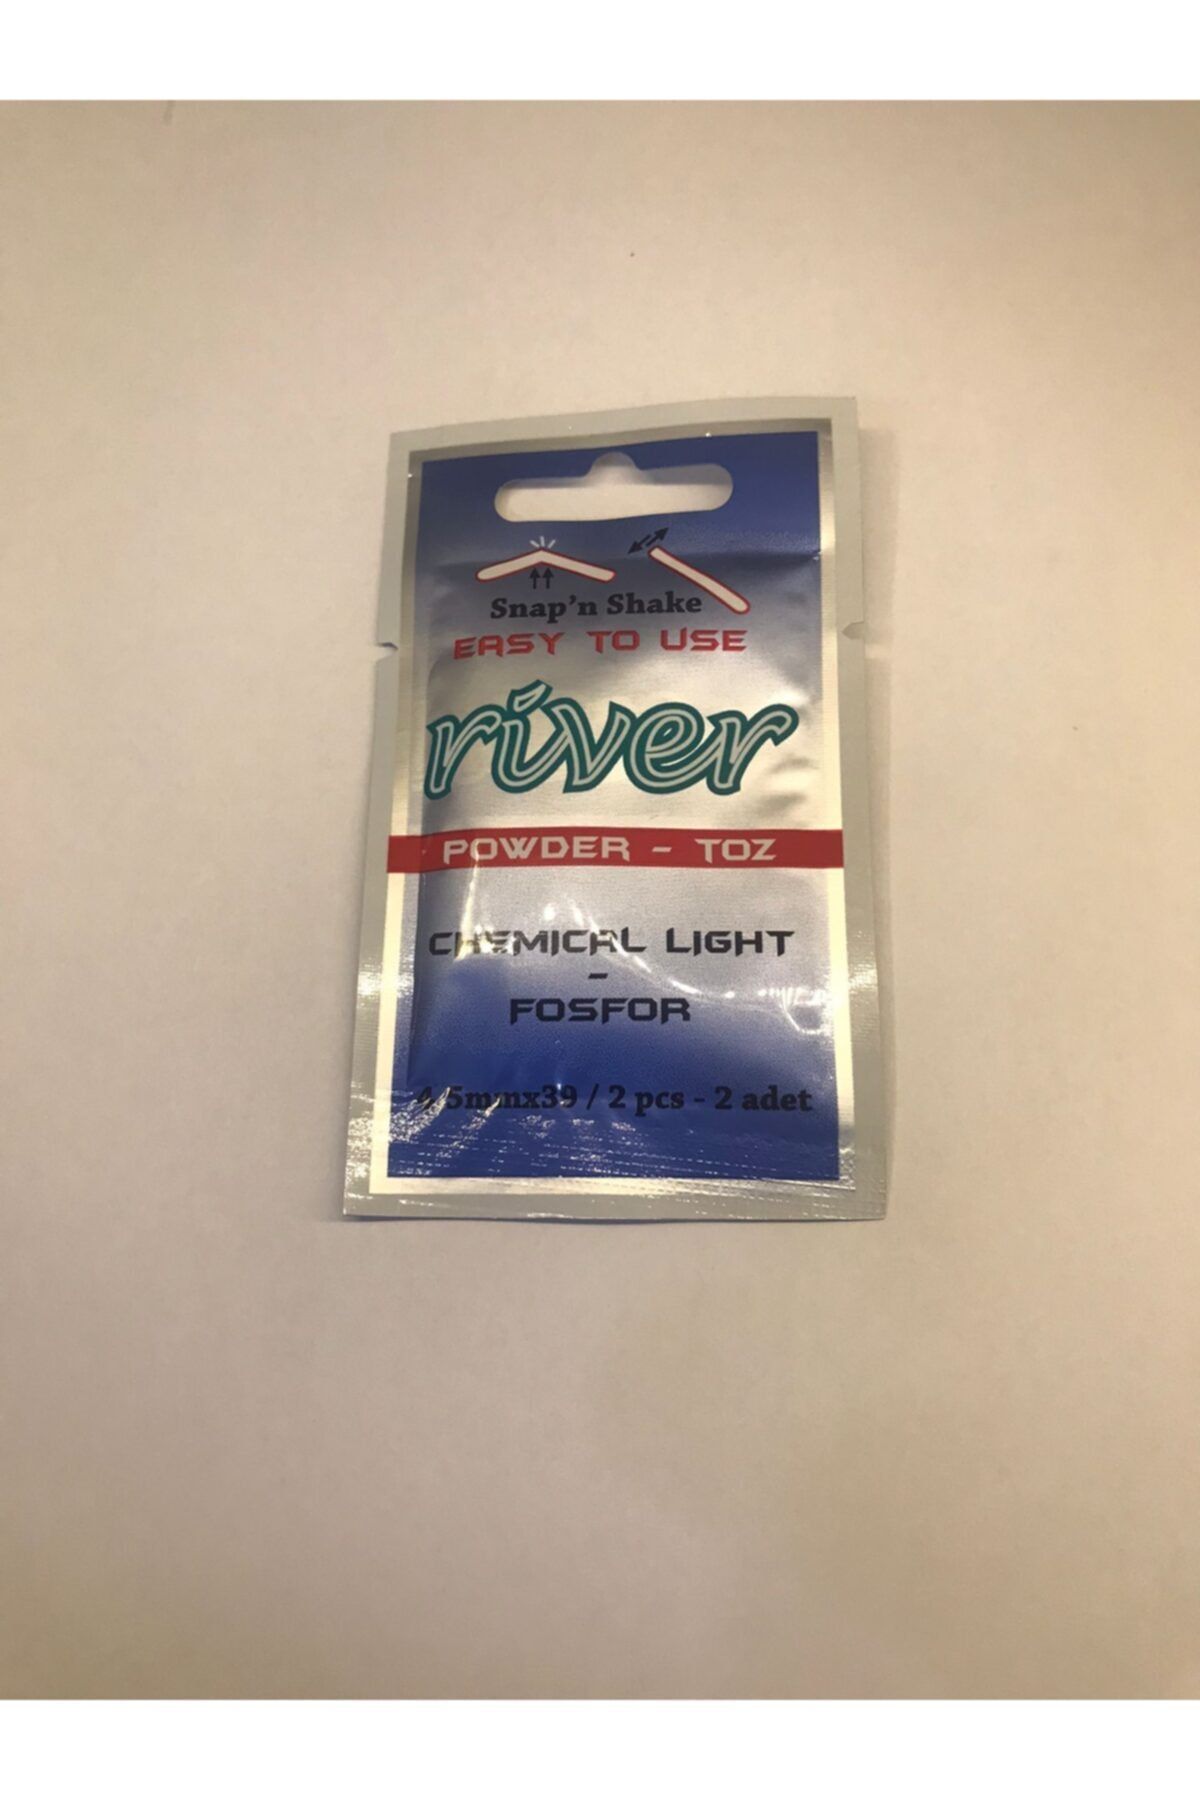 Snap'n Shake
EASY TO USE
river
POWDER - TOZ
CHEMICAL LIGHT
-
FOSFOR
4,5mmx39 / 2 pcs - 2 adet